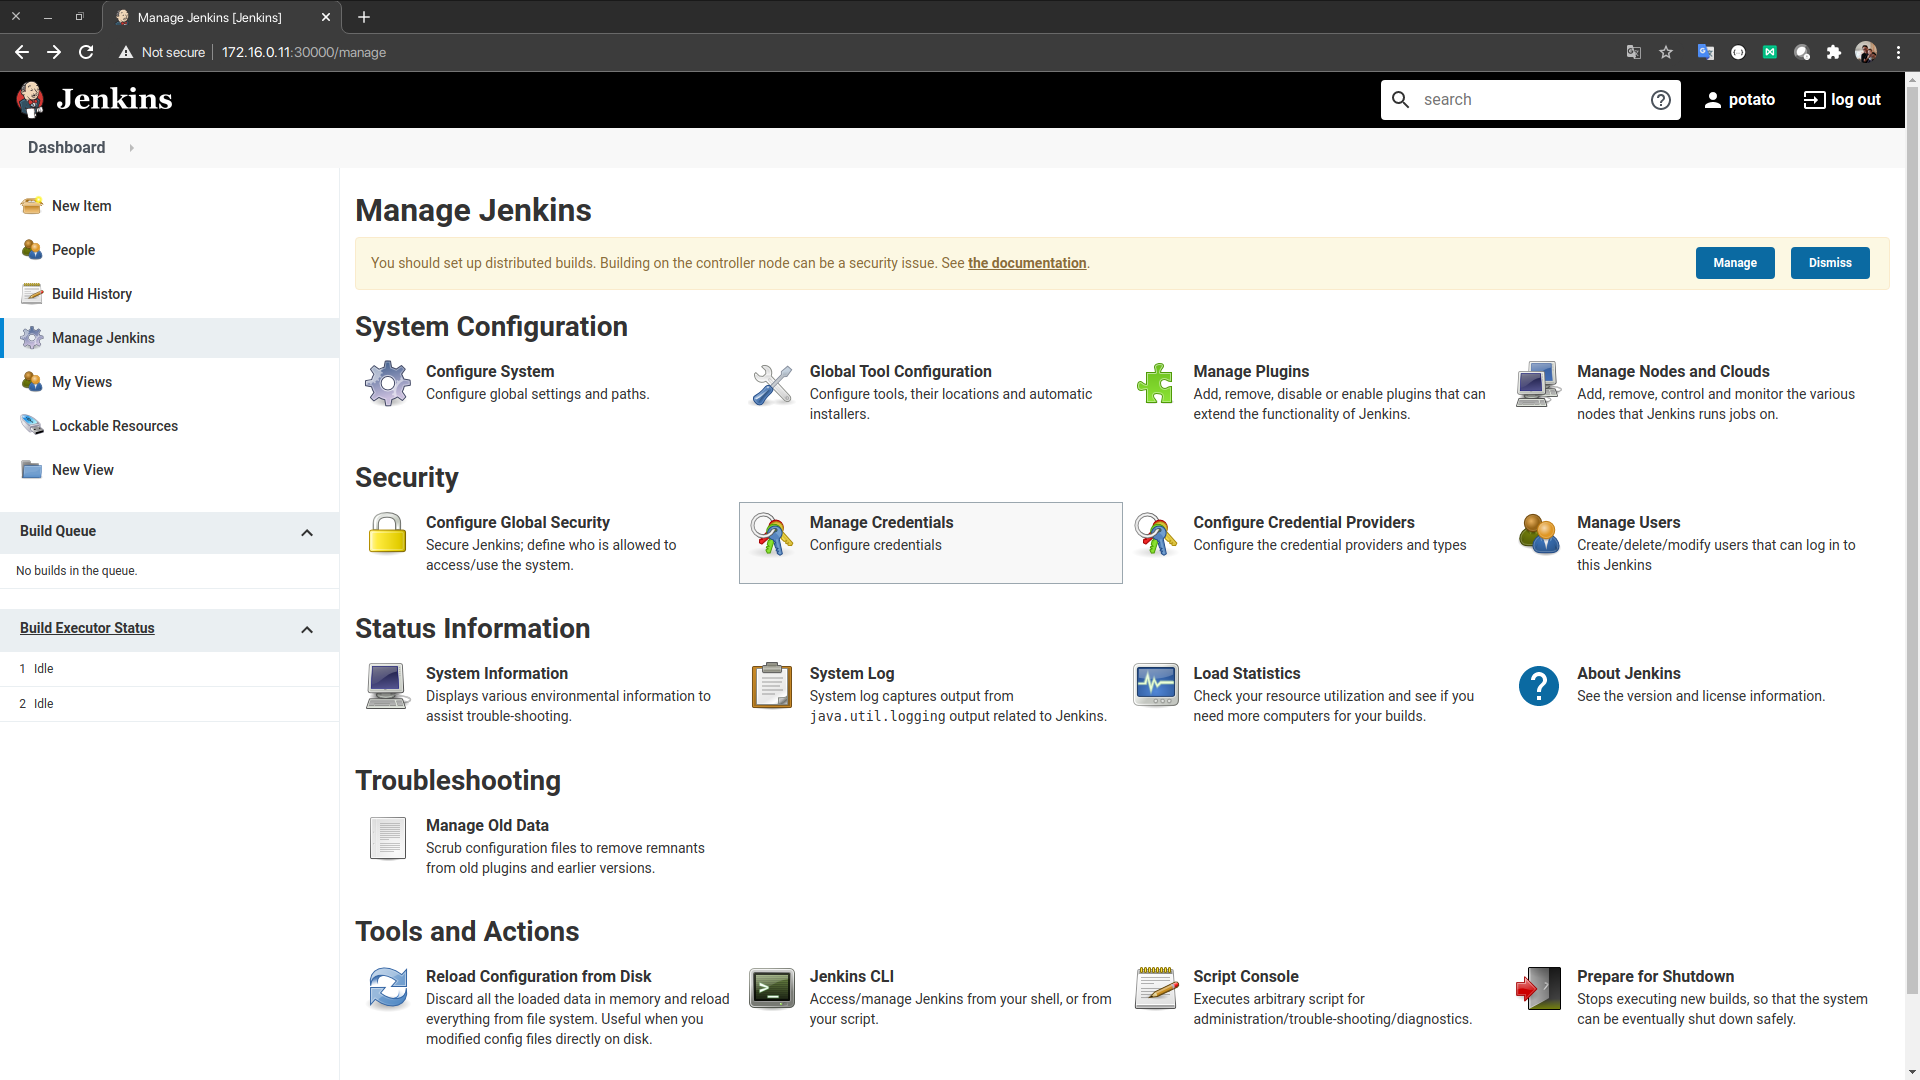 Manage Jenkins [Jenkins]
Not secure 172.16.0.11:30000/manage
Jenkins
search
potato
log out
Dashboard
New Item
People
Build History
Manage Jenkins
My Views
Lockable Resources
New View
Build Queue
No builds in the queue.
Build Executor Status
1 Idle
2 Idle
Manage Jenkins
You should set up distributed builds. Building on the controller node can be a security issue. See the documentation.
Manage
Dismiss
System Configuration
Configure System
Configure global settings and paths.
Global Tool Configuration
Configure tools, their locations and automatic
installers.
Manage Plugins
Add, remove, disable or enable plugins that can
extend the functionality of Jenkins.
Manage Nodes and Clouds
Add, remove, control and monitor the various
nodes that Jenkins runs jobs on.
Security
Configure Global Security
Secure Jenkins; define who is allowed to
access/use the system.
Manage Credentials
Configure credentials
Configure Credential Providers
Configure the credential providers and types
Manage Users
Create/delete/modify users that can log in to
this Jenkins
Status Information
System Information
Displays various environmental information to
assist trouble-shooting.
System Log
System log captures output from
java.util.logging output related to Jenkins.
Load Statistics
Check your resource utilization and see if you
need more computers for your builds.
About Jenkins
See the version and license information.
Troubleshooting
Manage Old Data
Scrub configuration files to remove remnants
from old plugins and earlier versions.
Tools and Actions
Reload Configuration from Disk
Discard all the loaded data in memory and reload
everything from file system. Useful when you
modified config files directly on disk.
Jenkins CLI
Access/manage Jenkins from your shell, or from
your script.
Script Console
Executes arbitrary script for
administration/trouble-shooting/diagnostics.
Prepare for Shutdown
Stops executing new builds, so that the system
can be eventually shut down safely.